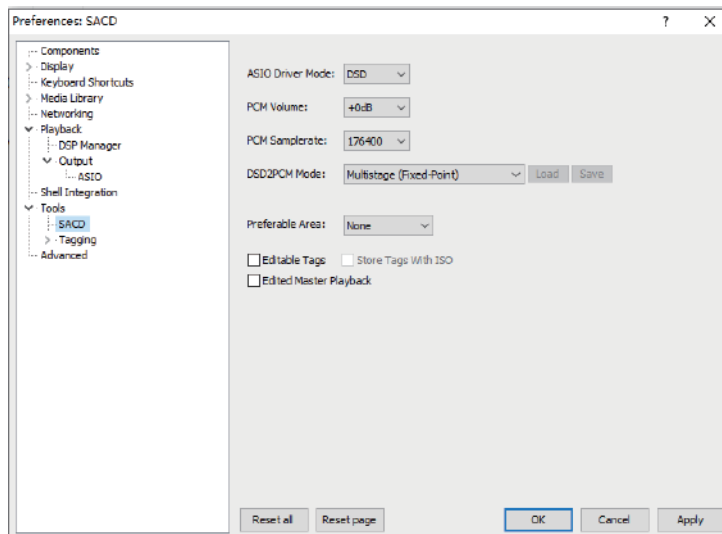 Preferences: SACD
?
Components
Display
Keyboard Shortcuts
Media Library
Networking
Playback
DSP Manager
Output
ASIO
Shell Integration
Tools
SACD
Tagging
Advanced
ASIO Driver Mode: DSD
PCM Volume: +0dB
PCM Samplerate: 176400
DSD2PCM Mode: Multistage (Fixed-Point) Load Save
Preferable Area: None
Editable Tags Store Tags With ISO
Edited Master Playback
Reset all Reset page OK Cancel Apply